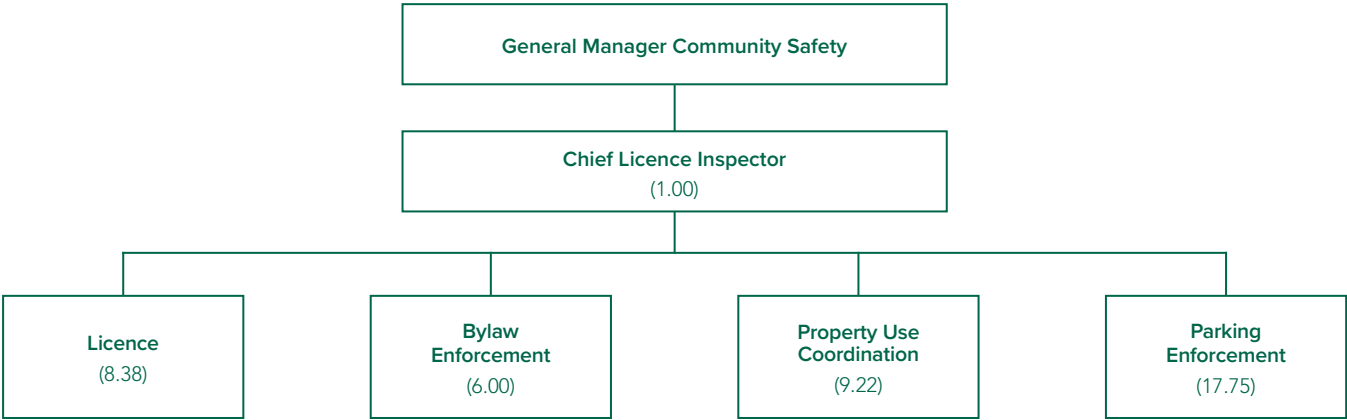 General Manager Community Safety
Chief Licence Inspector
(1.00)
Licence
(8.38)
Bylaw
Enforcement
(6.00)
Property Use
Coordination
(9.22)
Parking
Enforcement
(17.75)